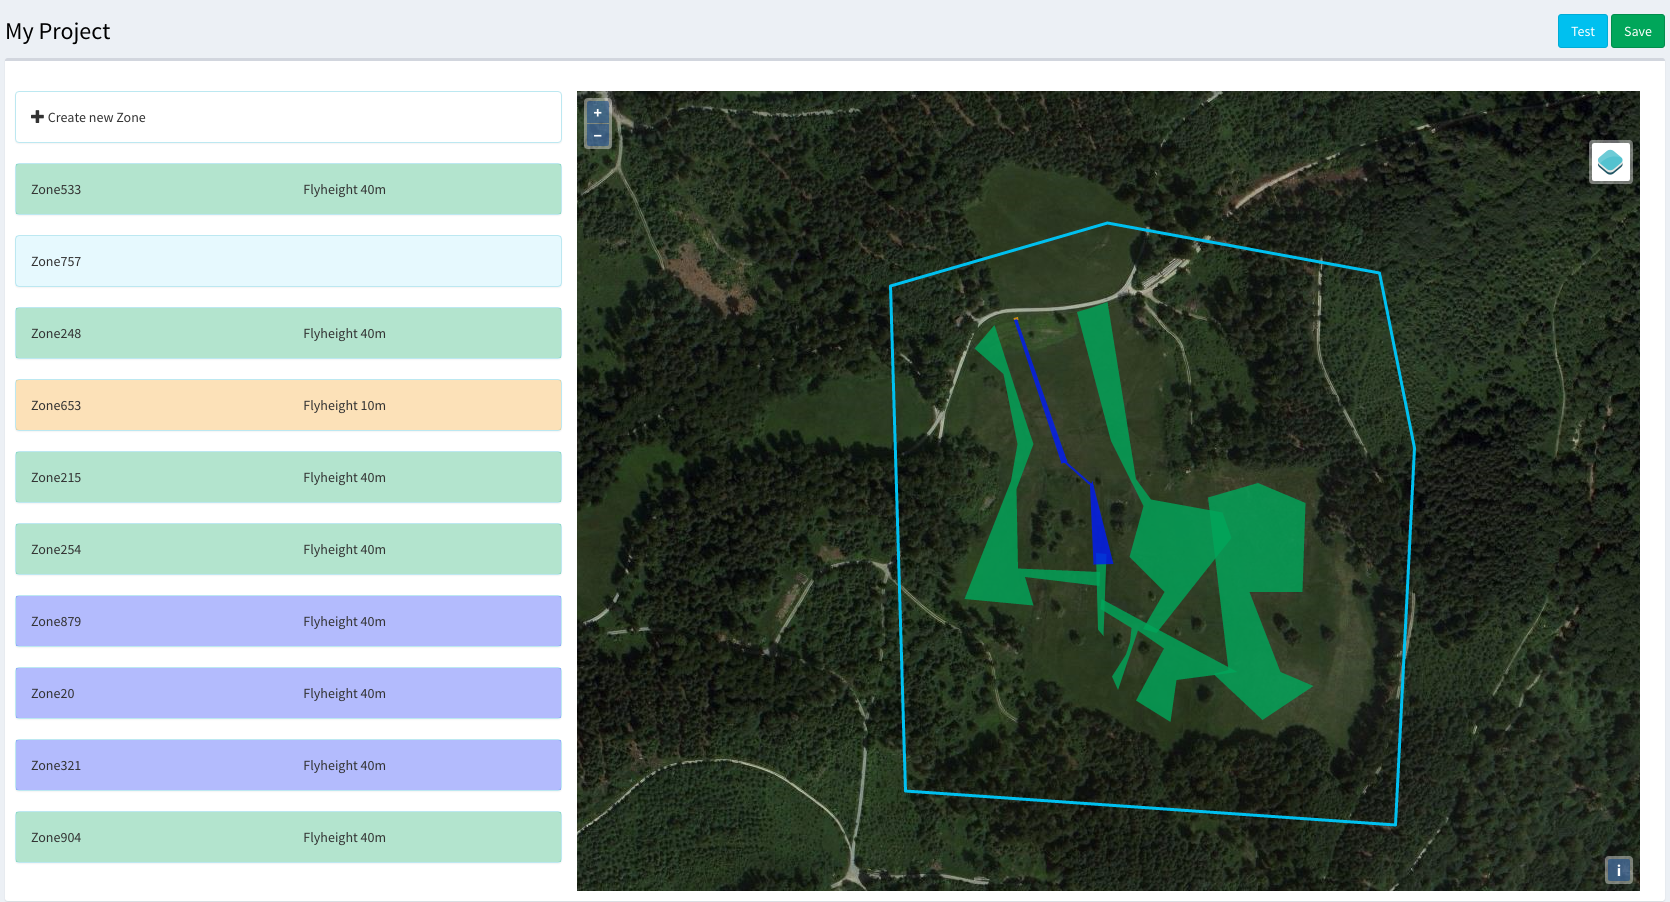 My Project
Test
Save
Create new Zone
Zone533 Flyheight 40m
Zone757
Zone248 Flyheight 40m
Zone653 Flyheight 10m
Zone215 Flyheight 40m
Zone254 Flyheight 40m
Zone879 Flyheight 40m
Zone20 Flyheight 40m
Zone321 Flyheight 40m
Zone904 Flyheight 40m
+
−
i